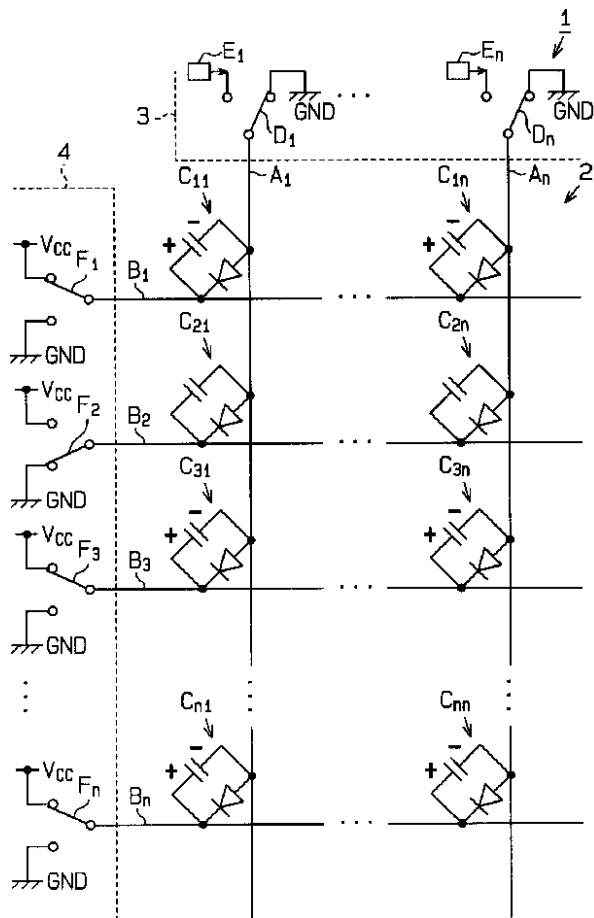 1
E1 En
GND ... GND
3 D1 Dn
4 A1 An 2
C11 C1n
- -
VCC + +
F1 B1 ...
GND
C21 C2n
VCC
F2 B2 ...
GND
C31 C3n
- -
VCC + +
F3 B3 ...
GND
Cn1 Cnn
- -
VCC + +
Fn Bn ...
GND